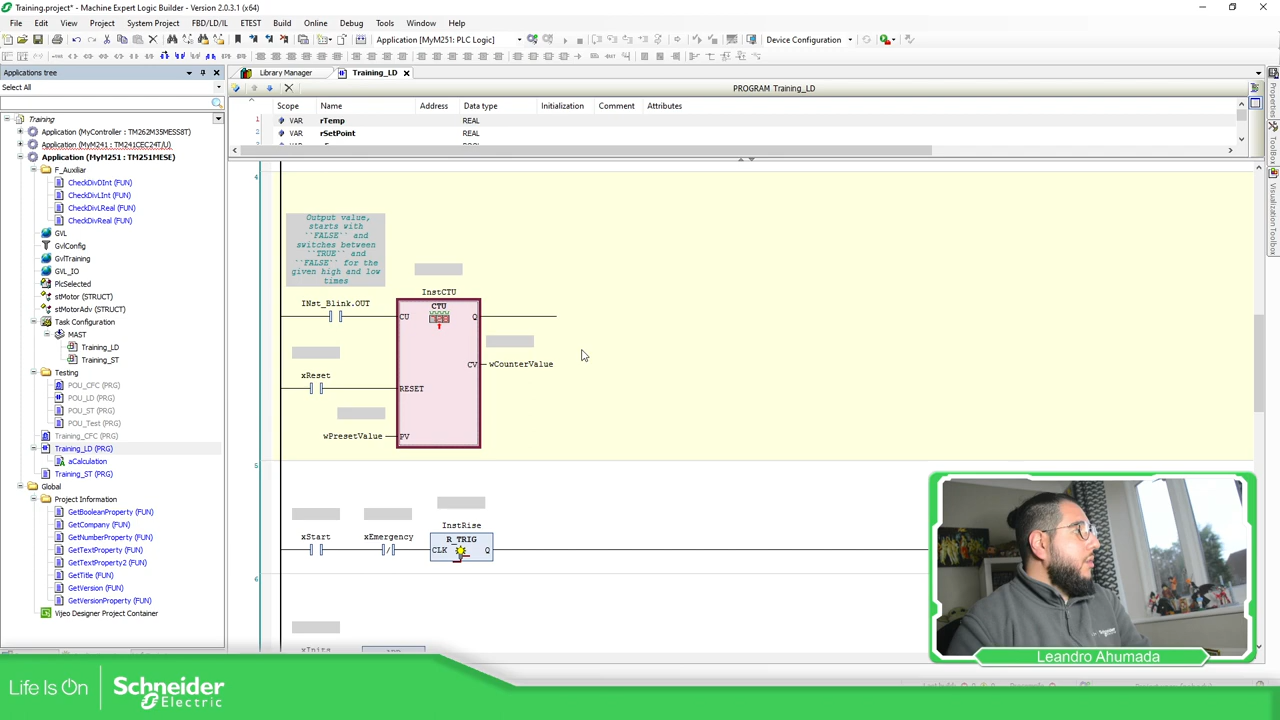 Training.project* - Machine Expert Logic Builder - Version 2.0.3.1 (x64)
File Edit View Project System Project FBD/LD/IL ETEST Build Online Debug Tools Window Help
Application [MyM251: PLC Logic]
Device Configuration
Applications tree
Select All
Training
Application (MyController : TM262M35MESS8T)
Application (MyM241 : TM241CEC24T/U)
Application (MyM251 : TM251MESE)
F_Auxiliar
CheckDivDInt (FUN)
CheckDivLInt (FUN)
CheckDivLReal (FUN)
CheckDivReal (FUN)
GVL
GvlConfig
GvlTraining
GVL_IO
PlcSelected
stMotor (STRUCT)
stMotorAdv (STRUCT)
Task Configuration
MAST
Training_LD
Training_ST
Testing
POU_CFC (PRG)
POU_LD (PRG)
POU_ST (PRG)
POU_Test (PRG)
Training_CFC (PRG)
Training_LD (PRG)
aCalculation
Training_ST (PRG)
Global
Project Information
GetBooleanProperty (FUN)
GetCompany (FUN)
GetNumberProperty (FUN)
GetTextProperty (FUN)
GetTextProperty2 (FUN)
GetTitle (FUN)
GetVersion (FUN)
GetVersionProperty (FUN)
Vijeo Designer Project Container
Library Manager
Training_LD
PROGRAM Training_LD
Scope Name Address Data type Initialization Comment Attributes
1 VAR rTemp REAL
2 VAR rSetPoint REAL
4
Output value,
starts with
``FALSE`` and
switches between
``TRUE`` and
``FALSE`` for the
given high and low
times
InstCTU
INst_Blink.OUT
CTU
CU Q
CV wCounterValue
xReset
RESET
wPresetValue PV
5
xStart xEmergency InstRise
R_TRIG
CLK Q
6
Properties
ToolBox
Visualization Toolbox
Leandro Ahumada
Life Is On
Schneider
Electric